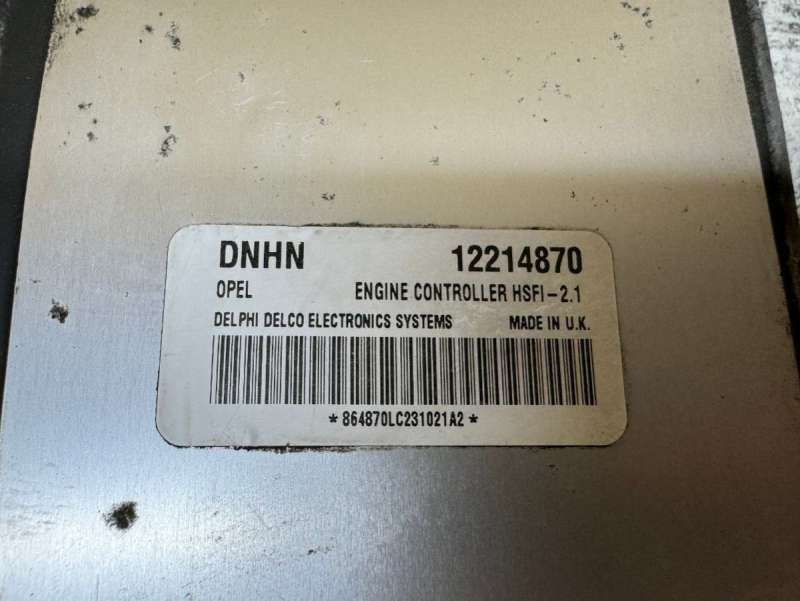 DNHN 12214870
OPEL ENGINE CONTROLLER HSFI-2.1
DELPHI DELCO ELECTRONICS SYSTEMS MADE IN U.K.
*864870LC231021A2*